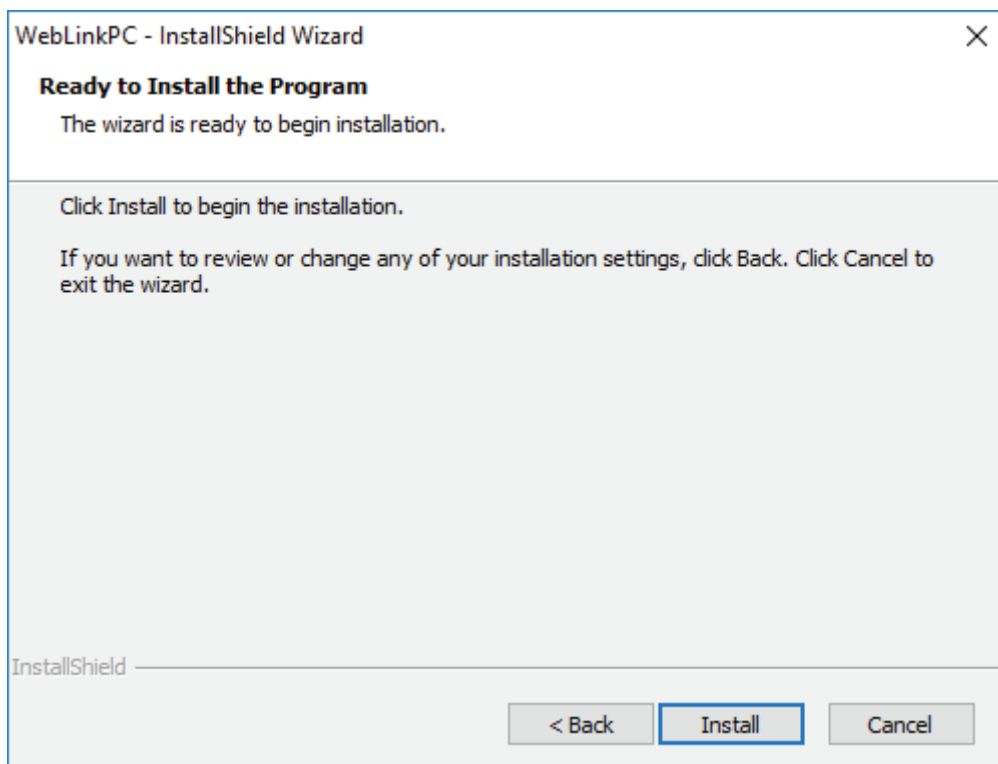 WebLinkPC - InstallShield Wizard
Ready to Install the Program
The wizard is ready to begin installation.
Click Install to begin the installation.
If you want to review or change any of your installation settings, click Back. Click Cancel to
exit the wizard.
InstallShield
< Back Install Cancel